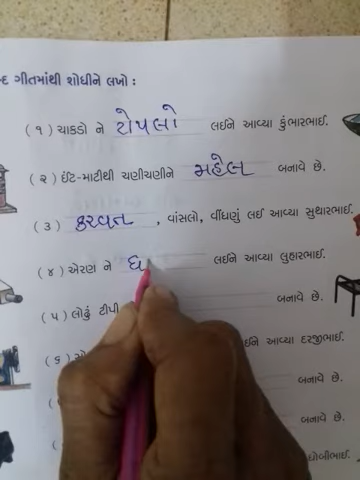 ગીતમાંથી શોધીને લખો :
(૧) ચાકડો ને ટોપલો લઈને આવ્યા કુંભારભાઈ.
(૨) ઈંટ-માટીથી ચણીચણીને મહેલ બનાવે છે.
(૩) કરવત , વાંસલો, વીંધણું લઈ આવ્યા સુથારભાઈ.
(૪) એરણ ને ઘ લઈને આવ્યા લુહારભાઈ.
(૫) લોઢું ટીપી બનાવે છે.
(૬) આવ્યા દરજીભાઈ.
બનાવે છે.
બનાવે છે.
ધોબીભાઈ.